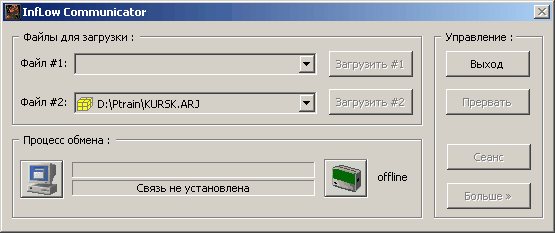 InfLow Communicator
Файлы для загрузки :
Файл #1:
Загрузить #1
Файл #2:
D:\Ptrain\KURSK.ARJ
Загрузить #2
Процесс обмена :
Связь не установлена
offline
Управление :
Выход
Прервать
Сеанс
Больше »